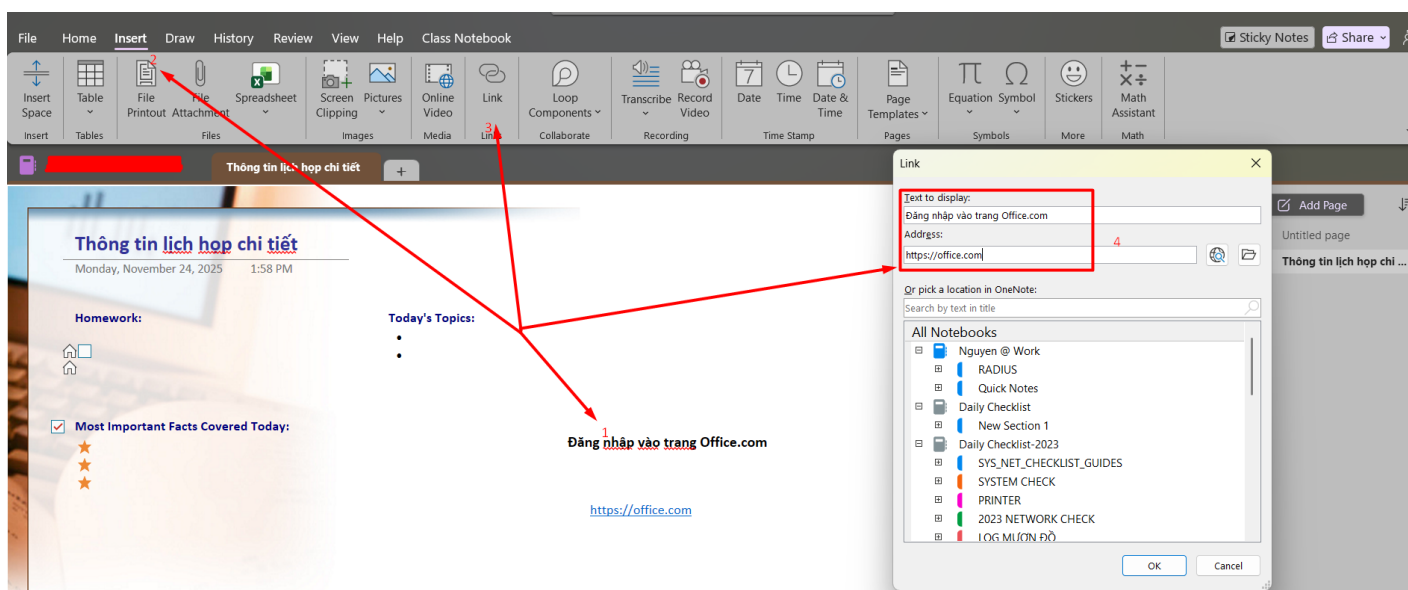 File Home Insert Draw History Review View Help Class Notebook
Sticky Notes Share
2
Insert Space
Table
File Printout
File Attachment
Spreadsheet
Screen Clipping
Pictures
Online Video
Link
Loop Components
Transcribe
Record Video
Date
Time
Date & Time
Page Templates
Equation
Symbol
Stickers
Math Assistant
3
Insert Tables Files Images Media Links Collaborate Recording Time Stamp Pages Symbols More Math
Thông tin lịch họp chi tiết
+
Thông tin lịch họp chi tiết
Monday, November 24, 2025 1:58 PM
Homework:
Today's Topics:
Most Important Facts Covered Today:
1
Đăng nhập vào trang Office.com
https://office.com
Link
Text to display:
Đăng nhập vào trang Office.com
Address:
https://office.com
4
Or pick a location in OneNote:
Search by text in title
All Notebooks
Nguyen @ Work
RADIUS
Quick Notes
Daily Checklist
New Section 1
Daily Checklist-2023
SYS_NET_CHECKLIST_GUIDES
SYSTEM CHECK
PRINTER
2023 NETWORK CHECK
LOG MƯỢN ĐỒ
OK Cancel
Add Page
Untitled page
Thông tin lịch họp chi ...